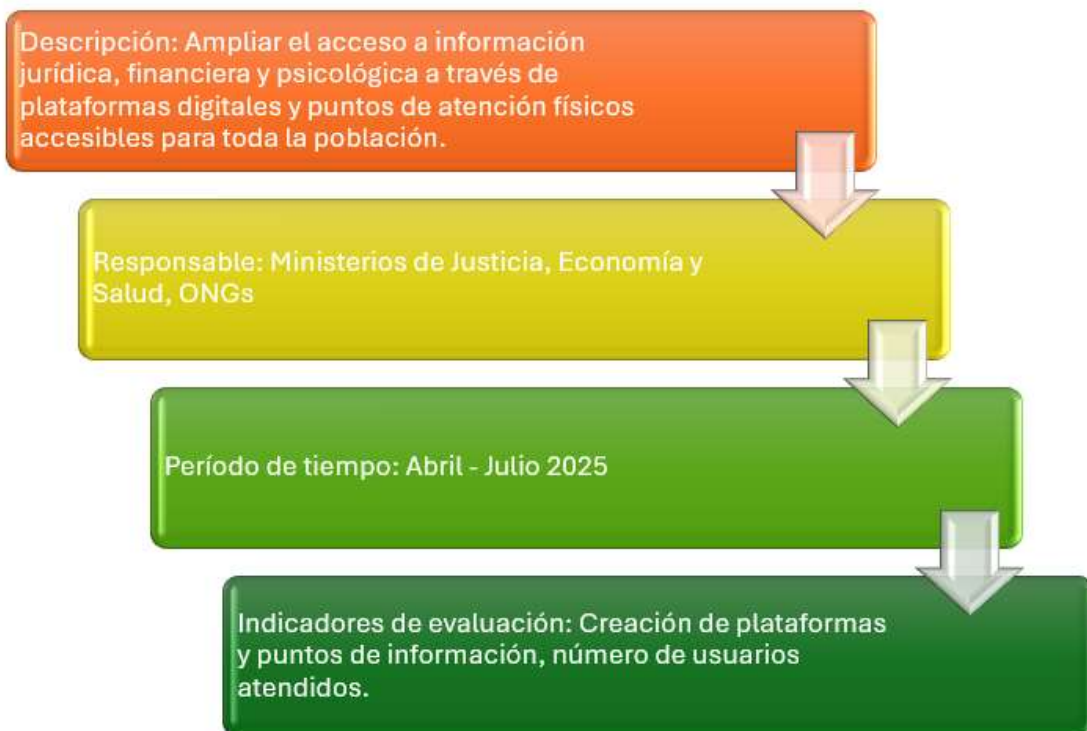 Descripción: Ampliar el acceso a información
jurídica, financiera y psicológica a través de
plataformas digitales y puntos de atención físicos
accesibles para toda la población.
Responsable: Ministerios de Justicia, Economía y
Salud, ONGs
Período de tiempo: Abril - Julio 2025
Indicadores de evaluación: Creación de plataformas
y puntos de información, número de usuarios
atendidos.